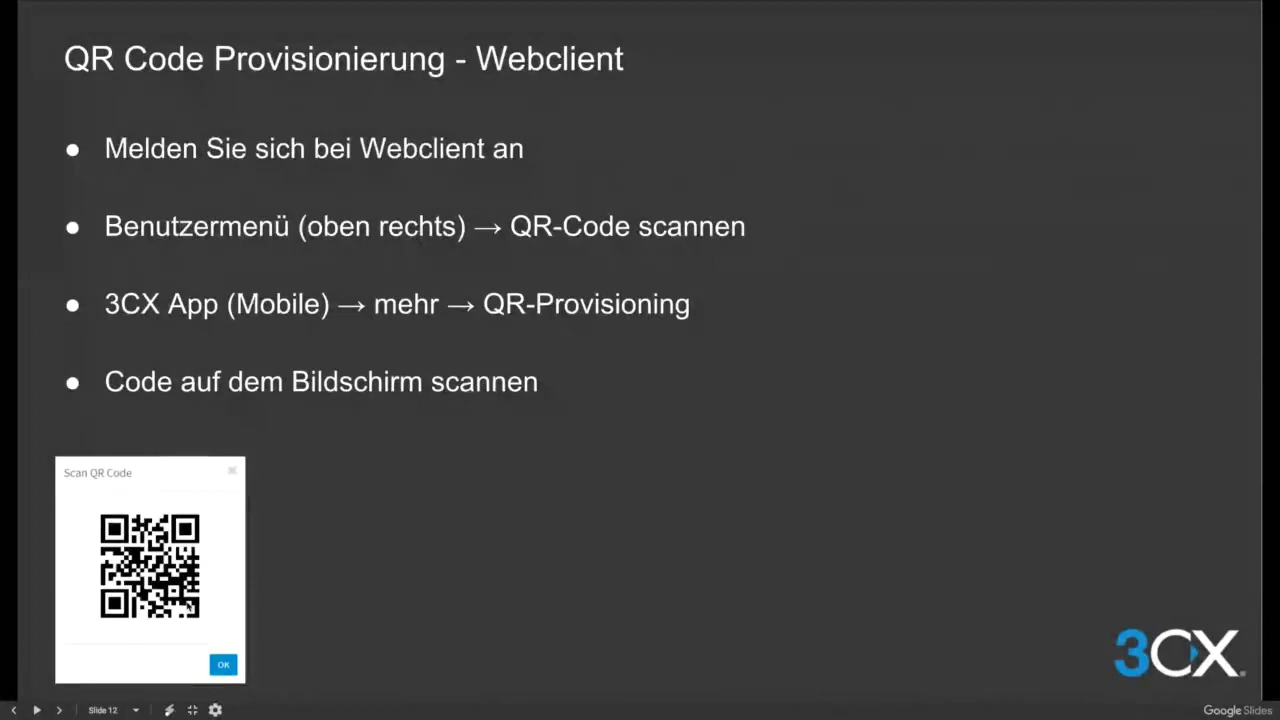 QR Code Provisionierung - Webclient
● Melden Sie sich bei Webclient an
● Benutzermenü (oben rechts) → QR-Code scannen
● 3CX App (Mobile) → mehr → QR-Provisioning
● Code auf dem Bildschirm scannen
Scan QR Code
OK
3CX
Slide 12
Google Slides